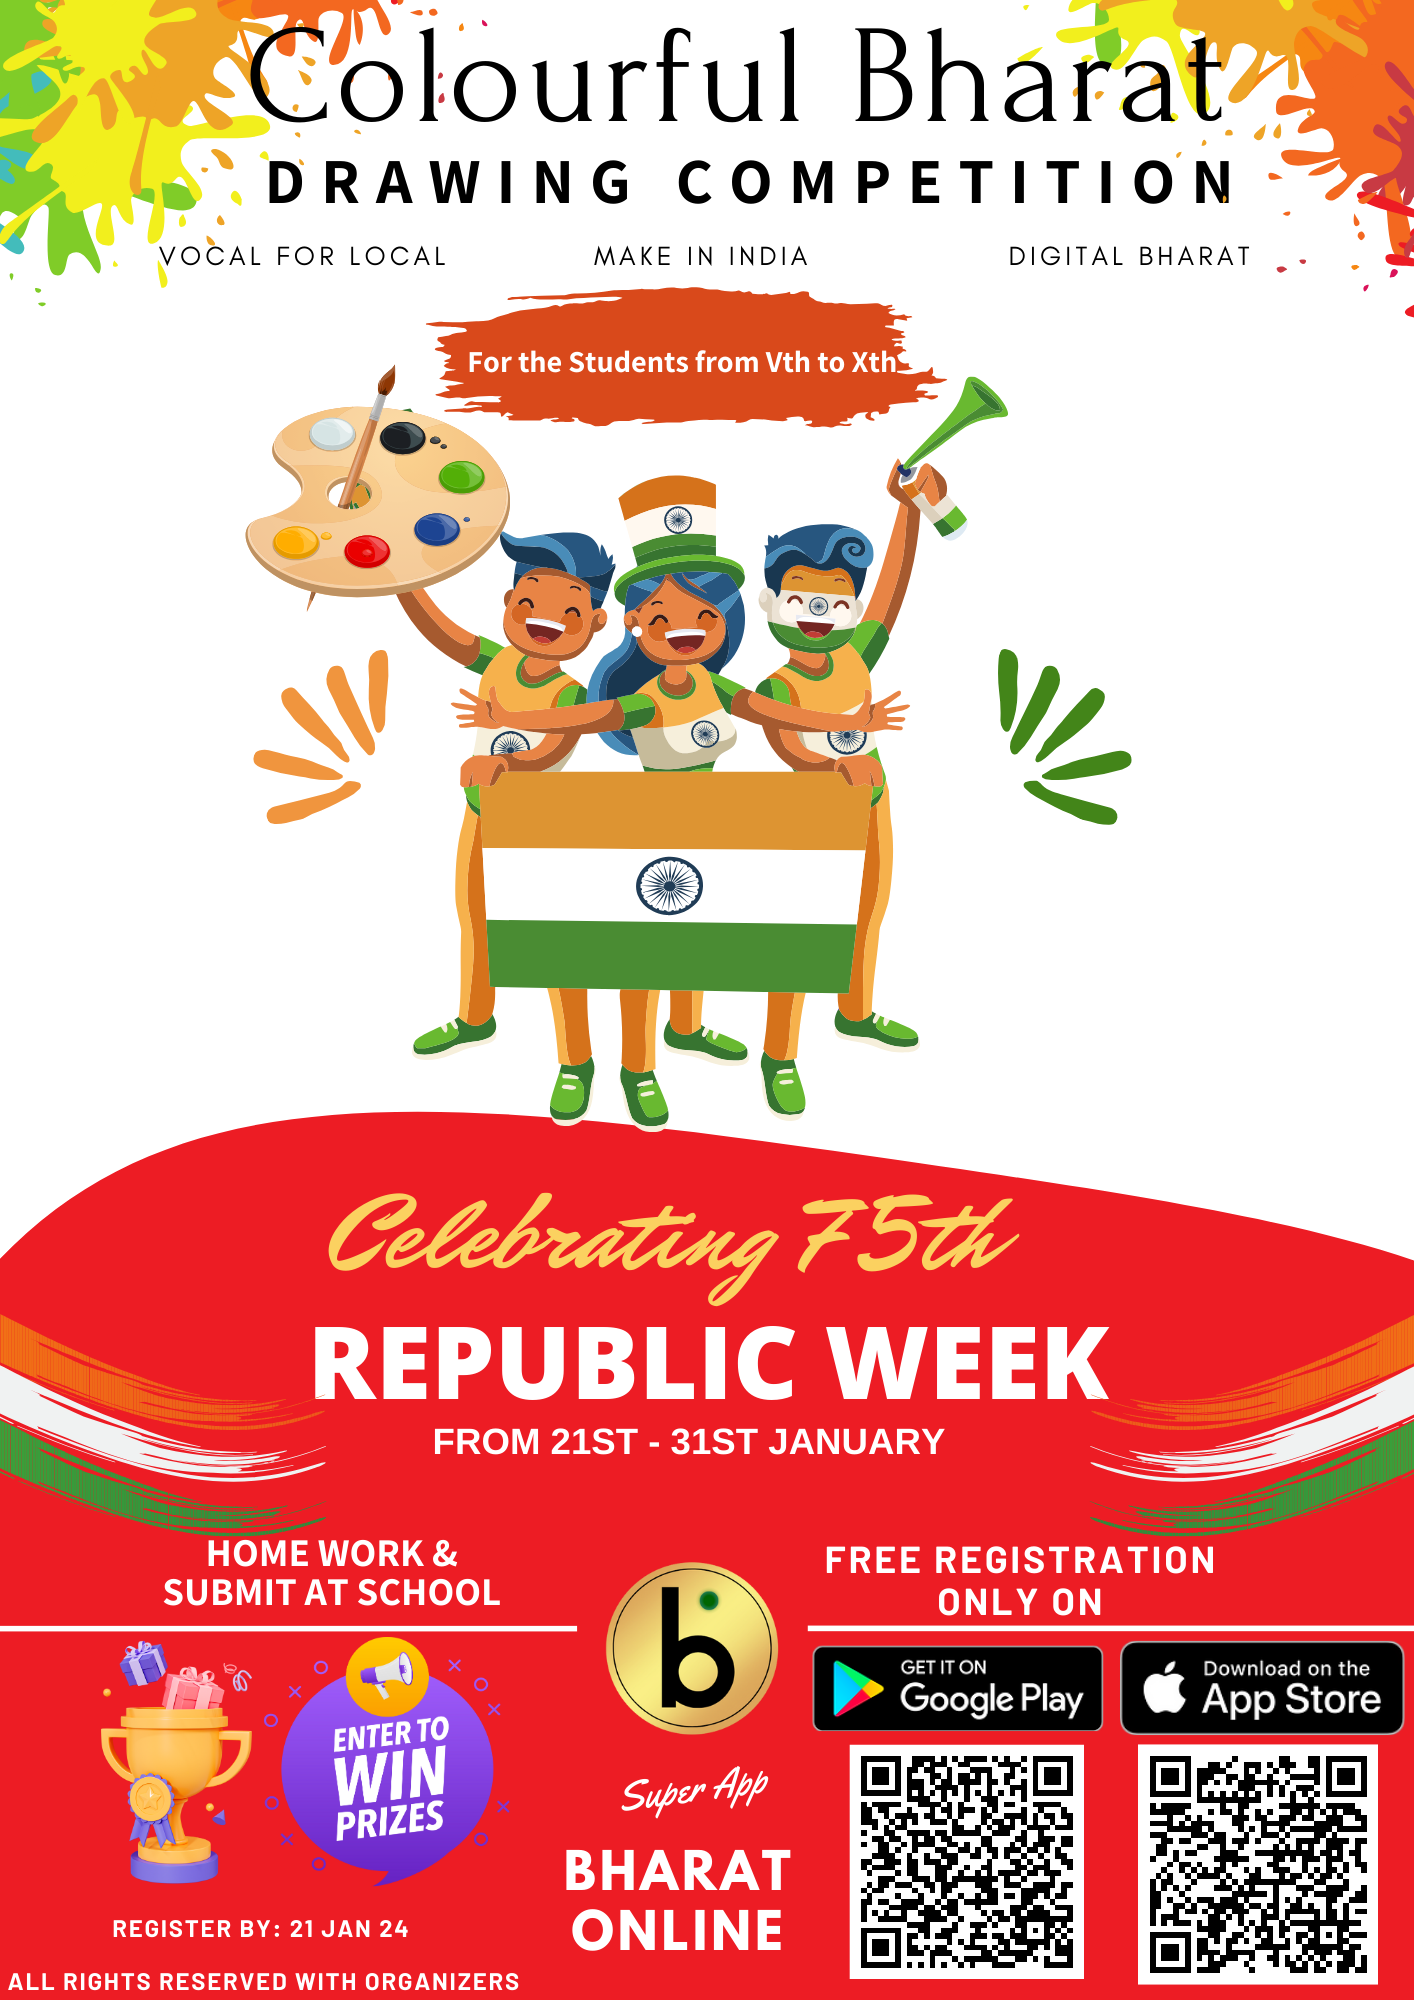 Colourful Bharat
DRAWING COMPETITION
VOCAL FOR LOCAL
MAKE IN INDIA
DIGITAL BHARAT
For the Students from Vth to Xth
Celebrating 75th
REPUBLIC WEEK
FROM 21ST - 31ST JANUARY
HOME WORK &
SUBMIT AT SCHOOL
FREE REGISTRATION
ONLY ON
b
GET IT ON
Google Play
Download on the
App Store
ENTER TO
WIN
PRIZES
Super App
BHARAT
ONLINE
REGISTER BY: 21 JAN 24
ALL RIGHTS RESERVED WITH ORGANIZERS